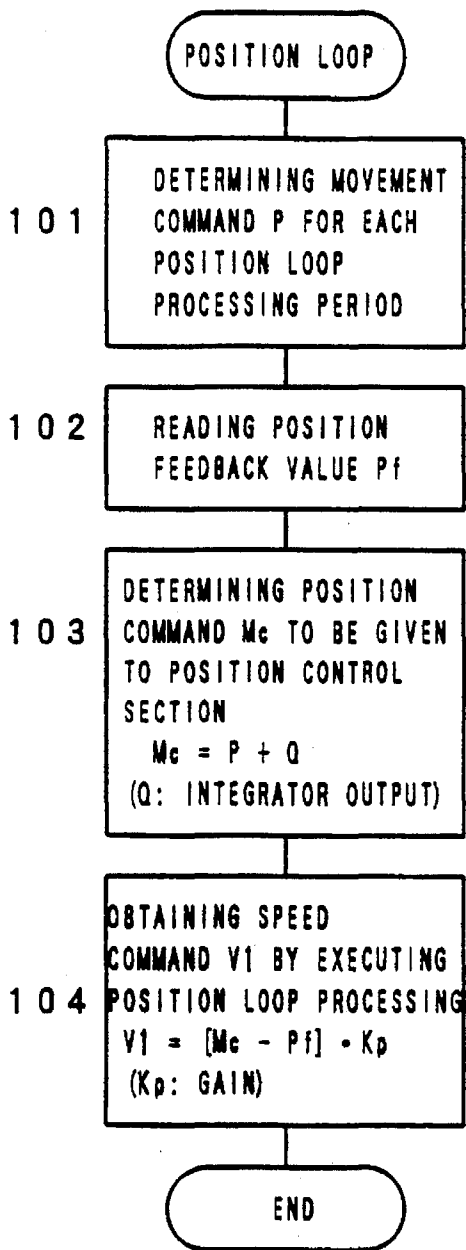 POSITION LOOP
101
DETERMINING MOVEMENT
COMMAND P FOR EACH
POSITION LOOP
PROCESSING PERIOD
102
READING POSITION
FEEDBACK VALUE Pf
103
DETERMINING POSITION
COMMAND Mc TO BE GIVEN
TO POSITION CONTROL
SECTION
Mc = P + Q
(Q: INTEGRATOR OUTPUT)
104
OBTAINING SPEED
COMMAND V1 BY EXECUTING
POSITION LOOP PROCESSING
V1 = [Mc - Pf] • Kp
(Kp: GAIN)
END